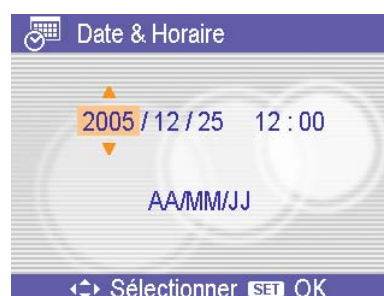 Date & Horaire
2005 / 12 / 25 12 : 00
AA/MM/JJ
Sélectionner SET OK